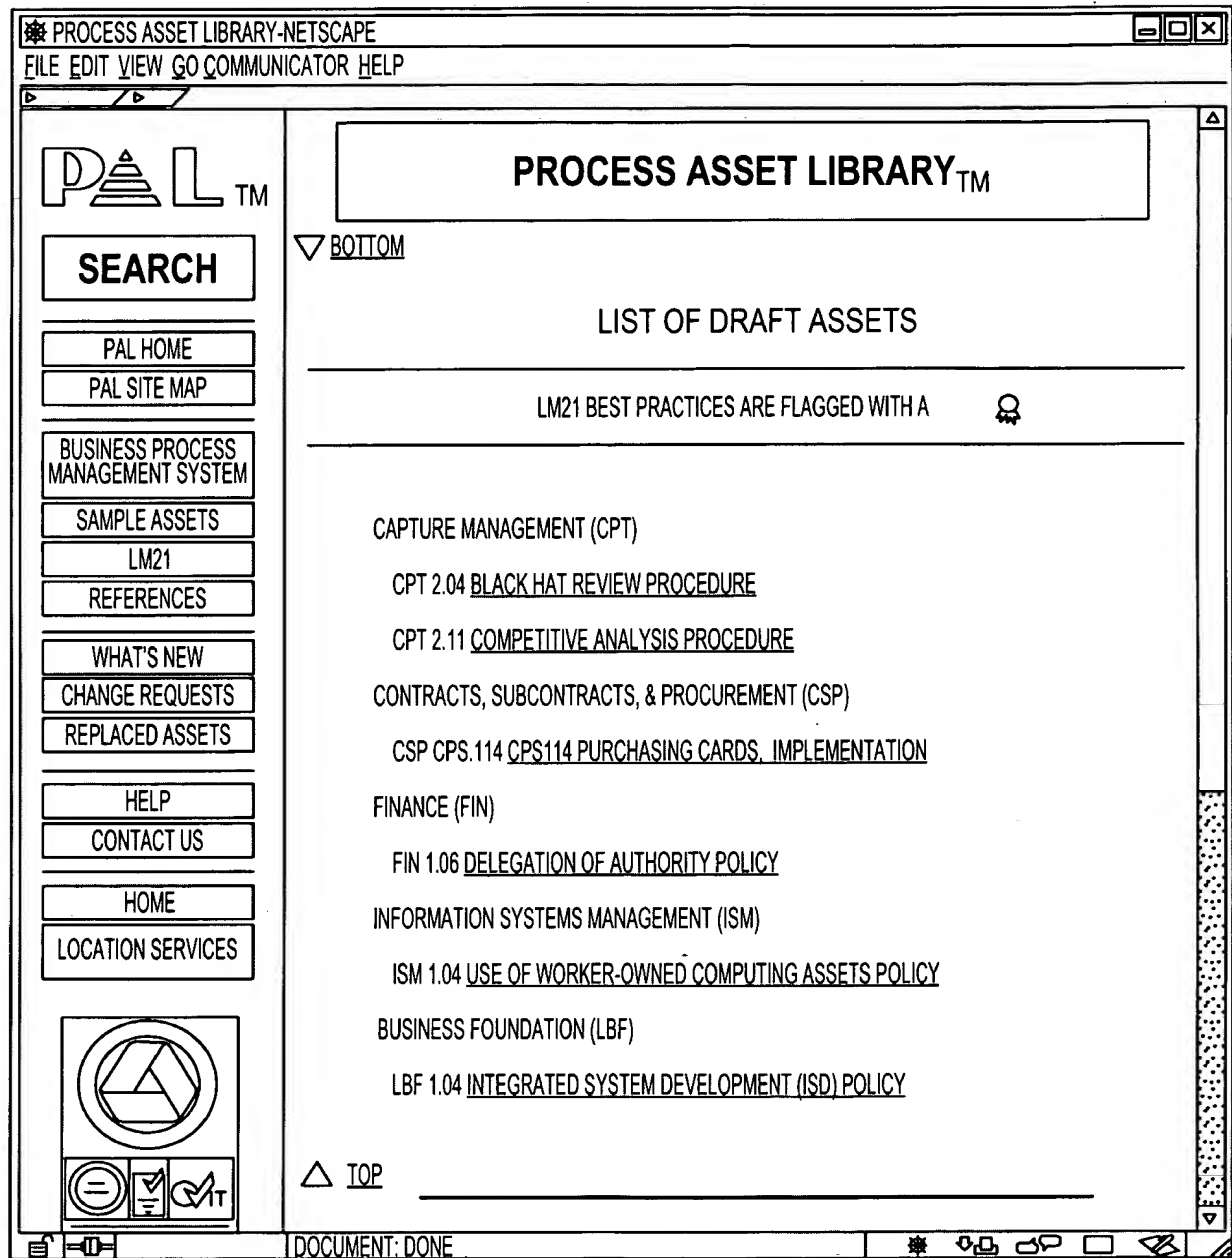 PROCESS ASSET LIBRARY-NETSCAPE
FILE EDIT VIEW GO COMMUNICATOR HELP
PAL TM
SEARCH
PAL HOME
PAL SITE MAP
BUSINESS PROCESS
MANAGEMENT SYSTEM
SAMPLE ASSETS
LM21
REFERENCES
WHAT'S NEW
CHANGE REQUESTS
REPLACED ASSETS
HELP
CONTACT US
HOME
LOCATION SERVICES
IT
PROCESS ASSET LIBRARY TM
BOTTOM
LIST OF DRAFT ASSETS
LM21 BEST PRACTICES ARE FLAGGED WITH A
CAPTURE MANAGEMENT (CPT)
CPT 2.04 BLACK HAT REVIEW PROCEDURE
CPT 2.11 COMPETITIVE ANALYSIS PROCEDURE
CONTRACTS, SUBCONTRACTS, & PROCUREMENT (CSP)
CSP CPS.114 CPS114 PURCHASING CARDS, IMPLEMENTATION
FINANCE (FIN)
FIN 1.06 DELEGATION OF AUTHORITY POLICY
INFORMATION SYSTEMS MANAGEMENT (ISM)
ISM 1.04 USE OF WORKER-OWNED COMPUTING ASSETS POLICY
BUSINESS FOUNDATION (LBF)
LBF 1.04 INTEGRATED SYSTEM DEVELOPMENT (ISD) POLICY
TOP
DOCUMENT: DONE